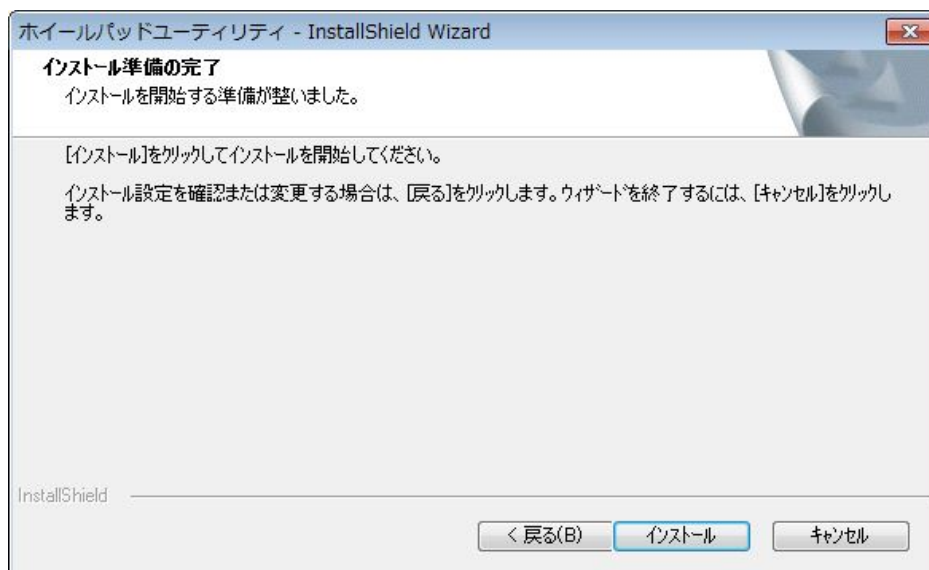 ホイールパッドユーティリティ - InstallShield Wizard
インストール準備の完了
インストールを開始する準備が整いました。
[インストール]をクリックしてインストールを開始してください。
インストール設定を確認または変更する場合は、[戻る]をクリックします。ウィザードを終了するには、[キャンセル]をクリックし
ます。
InstallShield
< 戻る(B)
インストール
キャンセル